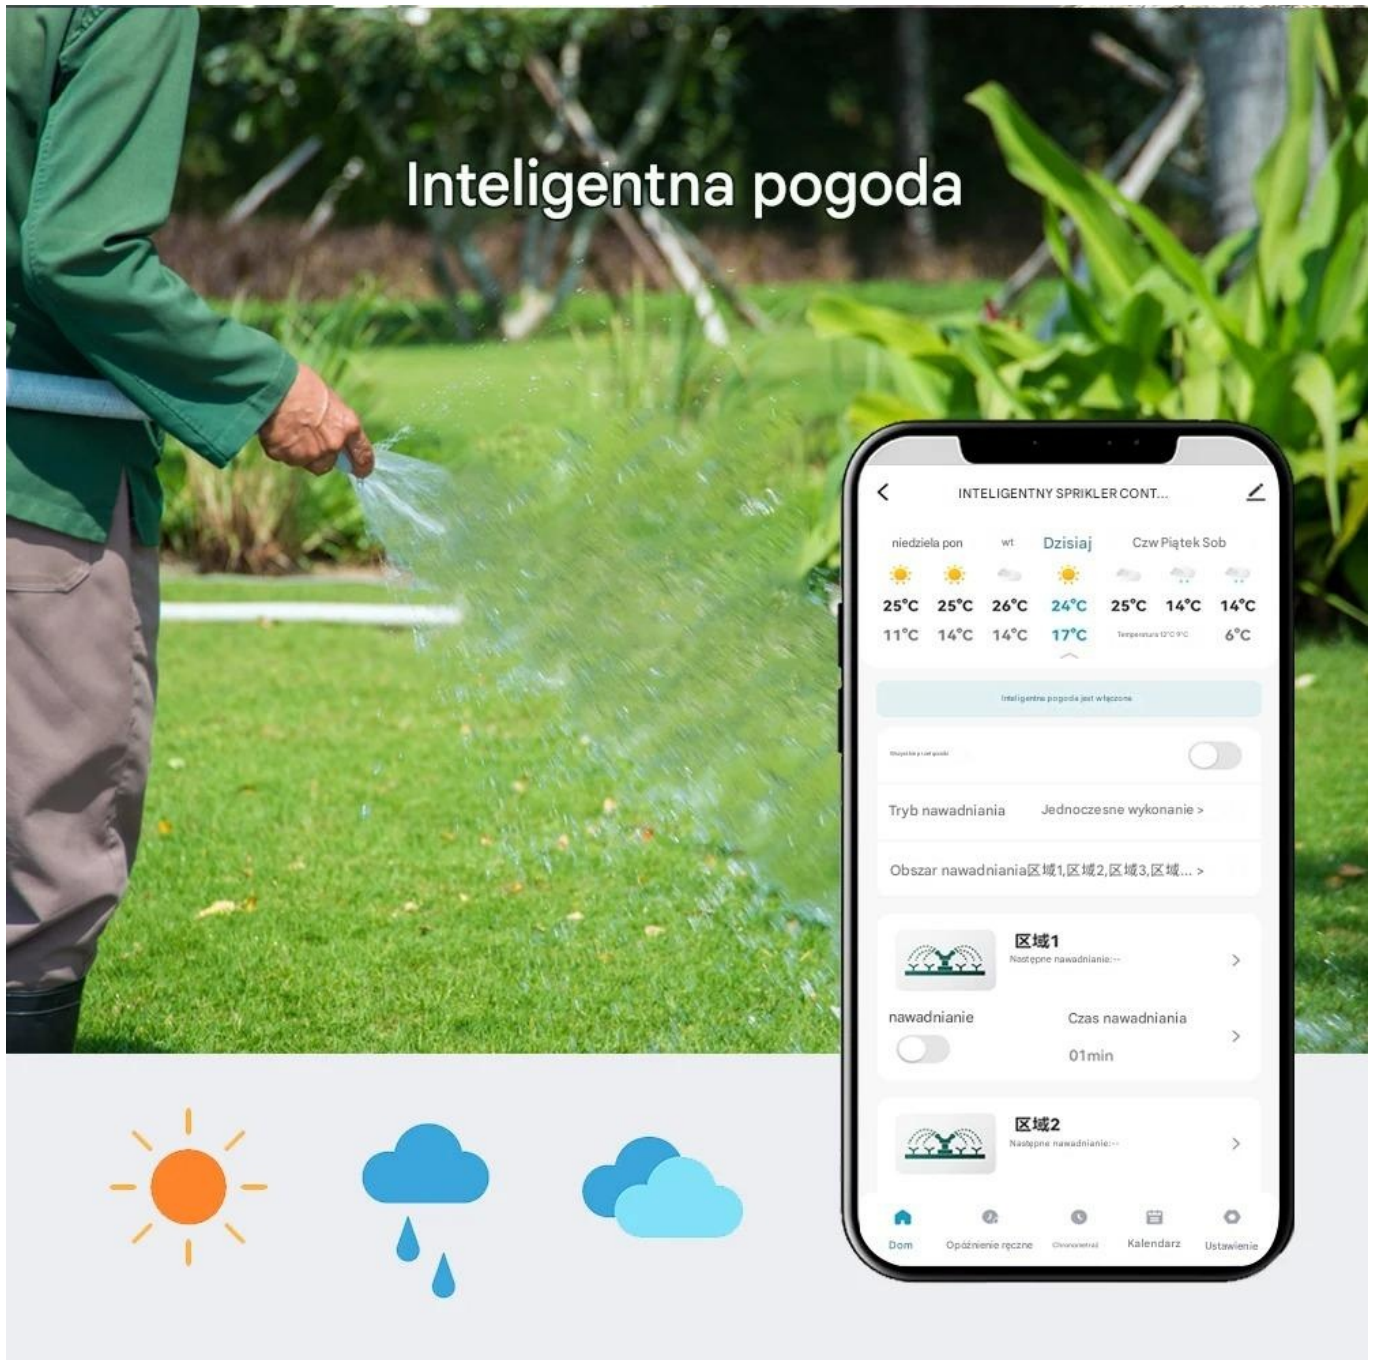 Inteligentna pogoda
INTELIGENTNY SPRIKLER CONT...
niedziela pon wt Dzisiaj Czw Piątek Sob
25°C 25°C 26°C 24°C 25°C 14°C 14°C
11°C 14°C 14°C 17°C Temperatura 12°C 9°C 6°C
Inteligentna pogoda jest włączona
Tryb nawadniania Jednoczesne wykonanie >
Obszar nawadniania区域1,区域2,区域3,区域... >
区域1
Następne nawadnianie:--
nawadnianie Czas nawadniania
01min
区域2
Następne nawadnianie:--
Dom Opóźnienie ręczne Kalendarz Ustawienie